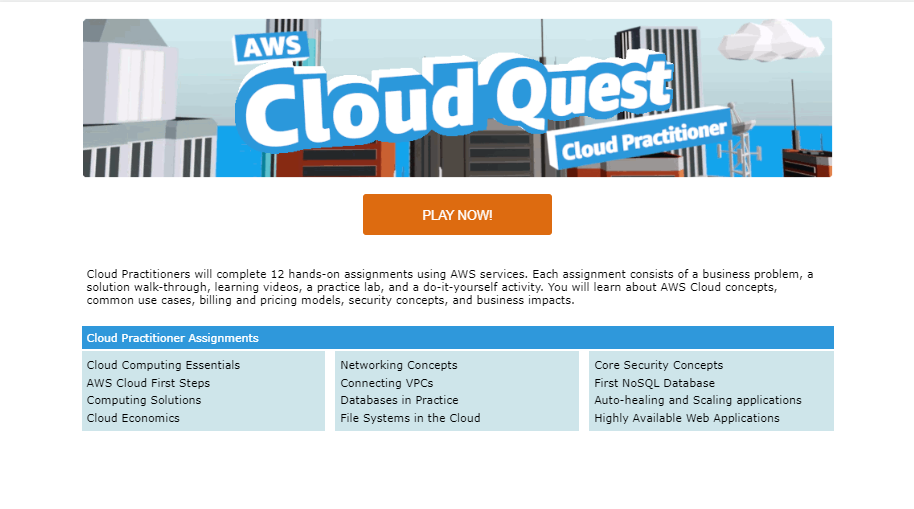 AWS
Cloud Quest
Cloud Practitioner
PLAY NOW!
Cloud Practitioners will complete 12 hands-on assignments using AWS services. Each assignment consists of a business problem, a
solution walk-through, learning videos, a practice lab, and a do-it-yourself activity. You will learn about AWS Cloud concepts,
common use cases, billing and pricing models, security concepts, and business impacts.
Cloud Practitioner Assignments
Cloud Computing Essentials
AWS Cloud First Steps
Computing Solutions
Cloud Economics
Networking Concepts
Connecting VPCs
Databases in Practice
File Systems in the Cloud
Core Security Concepts
First NoSQL Database
Auto-healing and Scaling applications
Highly Available Web Applications